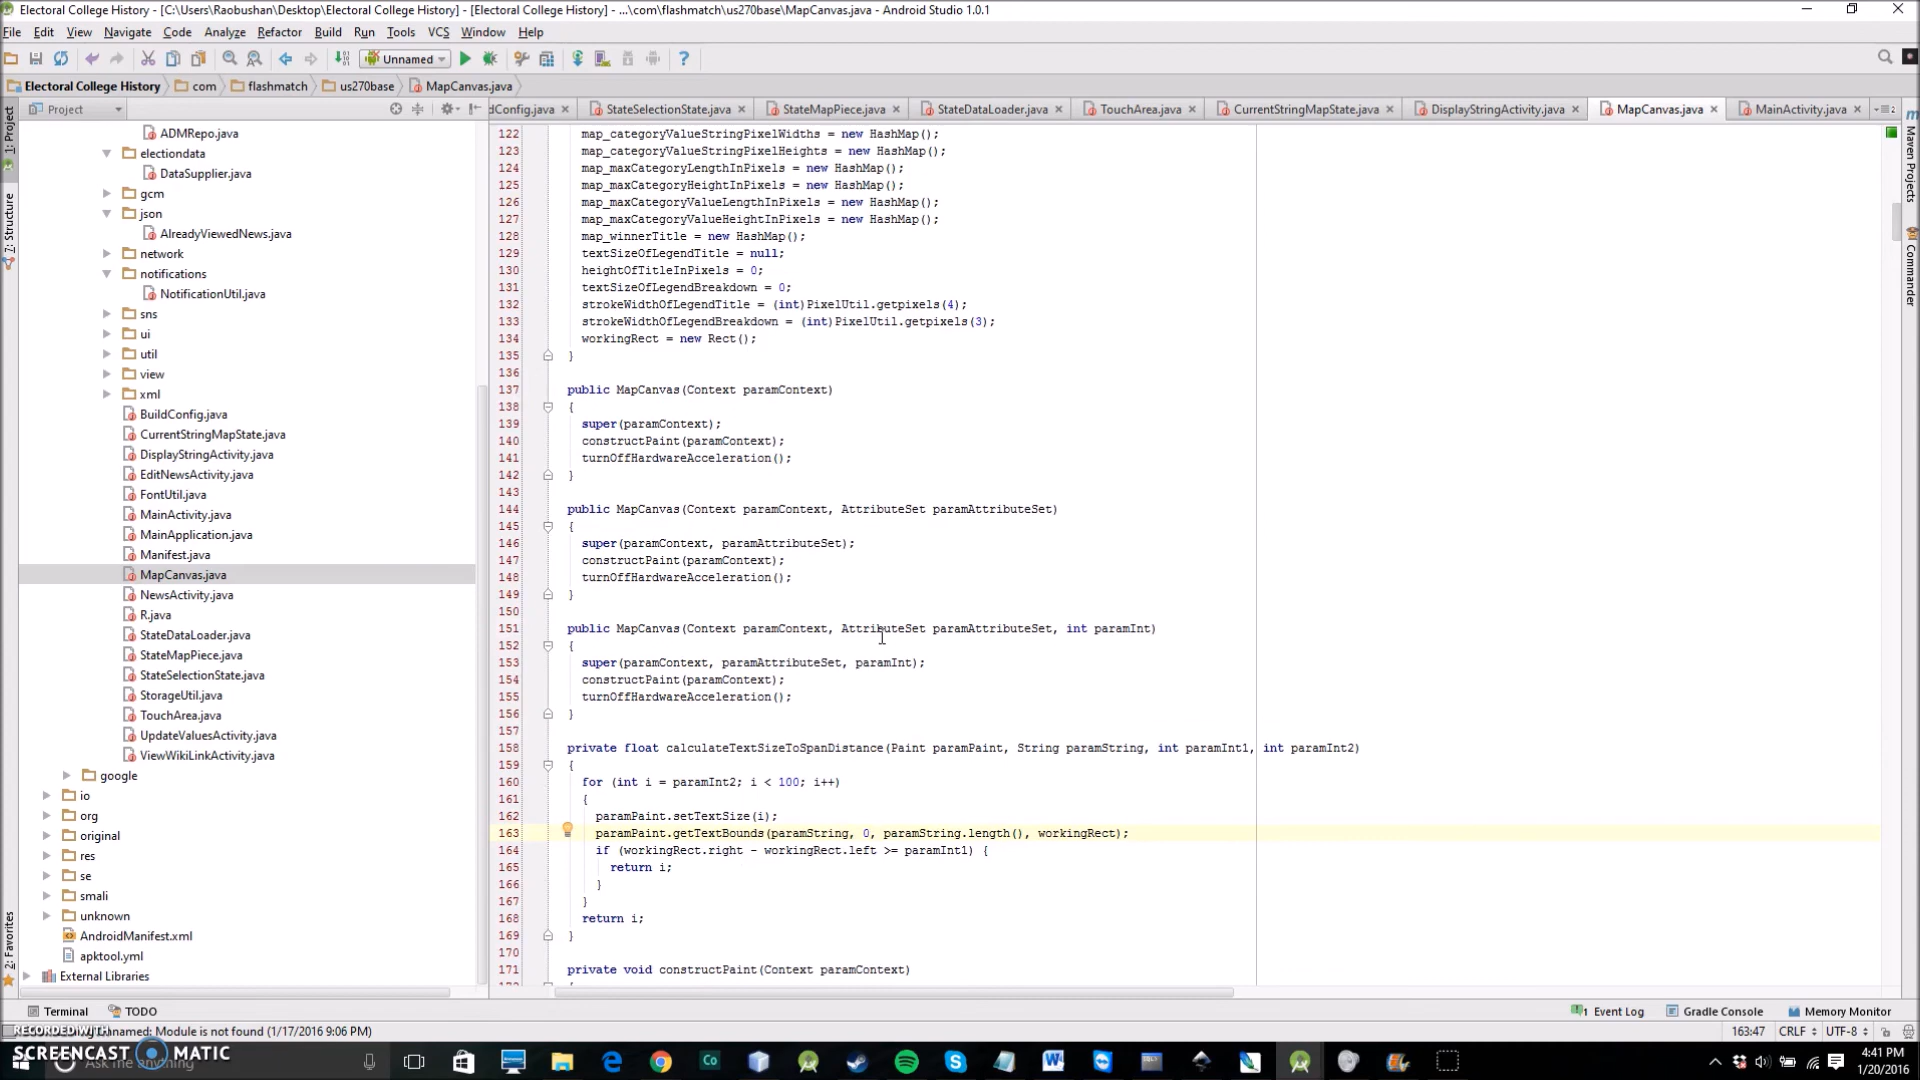 Electoral College History - [C:\Users\Raobushan\Desktop\Electoral College History] - [Electoral College History] - ...\com\flashmatch\us270base\MapCanvas.java - Android Studio 1.0.1
File Edit View Navigate Code Analyze Refactor Build Run Tools VCS Window Help
Unnamed
Electoral College History com flashmatch us270base MapCanvas.java
Project
dConfig.java StateSelectionState.java StateMapPiece.java StateDataLoader.java TouchArea.java CurrentStringMapState.java DisplayStringActivity.java MapCanvas.java MainActivity.java
1: Project
7: Structure
2: Favorites
Maven Projects
Commander
ADMRepo.java
electiondata
DataSupplier.java
gcm
json
AlreadyViewedNews.java
network
notifications
NotificationUtil.java
sns
ui
util
view
xml
BuildConfig.java
CurrentStringMapState.java
DisplayStringActivity.java
EditNewsActivity.java
FontUtil.java
MainActivity.java
MainApplication.java
Manifest.java
MapCanvas.java
NewsActivity.java
R.java
StateDataLoader.java
StateMapPiece.java
StateSelectionState.java
StorageUtil.java
TouchArea.java
UpdateValuesActivity.java
ViewWikiLinkActivity.java
google
io
org
original
res
se
smali
unknown
AndroidManifest.xml
apktool.yml
External Libraries
122 map_categoryValueStringPixelWidths = new HashMap();
123 map_categoryValueStringPixelHeights = new HashMap();
124 map_maxCategoryLengthInPixels = new HashMap();
125 map_maxCategoryHeightInPixels = new HashMap();
126 map_maxCategoryValueLengthInPixels = new HashMap();
127 map_maxCategoryValueHeightInPixels = new HashMap();
128 map_winnerTitle = new HashMap();
129 textSizeOfLegendTitle = null;
130 heightOfTitleInPixels = 0;
131 textSizeOfLegendBreakdown = 0;
132 strokeWidthOfLegendTitle = (int)PixelUtil.getpixels(4);
133 strokeWidthOfLegendBreakdown = (int)PixelUtil.getpixels(3);
134 workingRect = new Rect();
135 }
136
137 public MapCanvas(Context paramContext)
138 {
139 super(paramContext);
140 constructPaint(paramContext);
141 turnOffHardwareAcceleration();
142 }
143
144 public MapCanvas(Context paramContext, AttributeSet paramAttributeSet)
145 {
146 super(paramContext, paramAttributeSet);
147 constructPaint(paramContext);
148 turnOffHardwareAcceleration();
149 }
150
151 public MapCanvas(Context paramContext, AttributeSet paramAttributeSet, int paramInt)
152 {
153 super(paramContext, paramAttributeSet, paramInt);
154 constructPaint(paramContext);
155 turnOffHardwareAcceleration();
156 }
157
158 private float calculateTextSizeToSpanDistance(Paint paramPaint, String paramString, int paramInt1, int paramInt2)
159 {
160 for (int i = paramInt2; i < 100; i++)
161 {
162 paramPaint.setTextSize(i);
163 paramPaint.getTextBounds(paramString, 0, paramString.length(), workingRect);
164 if (workingRect.right - workingRect.left >= paramInt1) {
165 return i;
166 }
167 }
168 return i;
169 }
170
171 private void constructPaint(Context paramContext)
Terminal TODO 1 Event Log Gradle Console Memory Monitor
Unnamed: Module is not found (1/17/2016 9:06 PM) 163:47 CRLF UTF-8
RECORDED WITH
SCREENCAST MATIC
Ask me anything
4:41 PM
1/20/2016